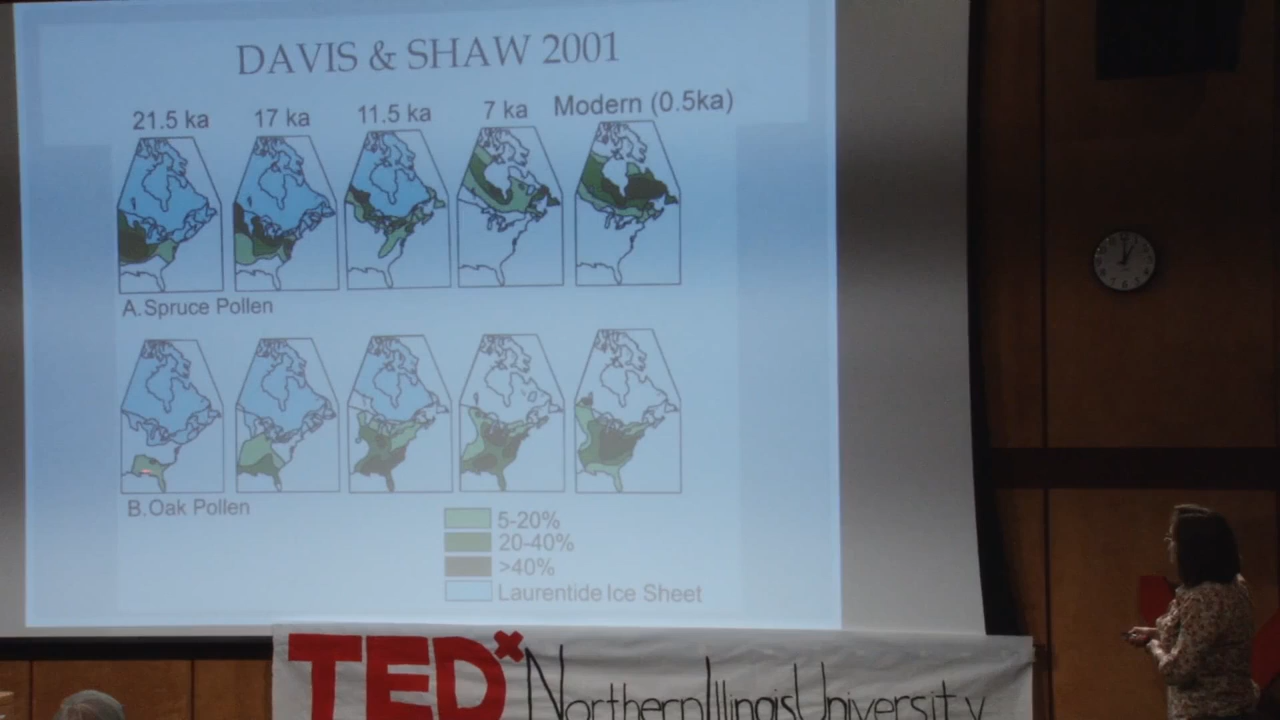 DAVIS & SHAW 2001
21.5 ka 17 ka 11.5 ka 7 ka Modern (0.5ka)
A.Spruce Pollen
B.Oak Pollen
5-20%
20-40%
>40%
Laurentide Ice Sheet
TEDx NorthernIllinoisUniversity